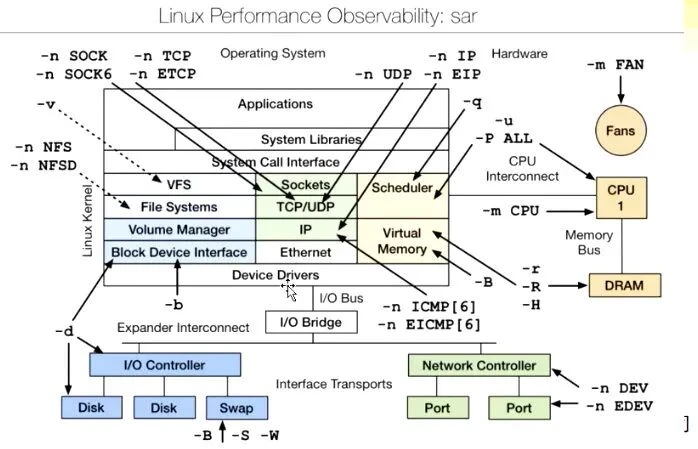 Linux Performance Observability: sar
-n SOCK -n TCP Operating System -n IP Hardware
-n SOCK6 -n ETCP -n UDP -n EIP -m FAN
-v Applications -q
Fans
-u
-n NFS System Libraries -P ALL
-n NFSD System Call Interface CPU
Interconnect
VFS Sockets Scheduler CPU
1
File Systems TCP/UDP -m CPU
Linux Kernel
Volume Manager IP Virtual
Memory
Memory
Bus
Block Device Interface Ethernet
Device Drivers -B -r
-R
-H
DRAM
-b I/O Bus -n ICMP[6]
-d Expander Interconnect I/O Bridge -n EICMP[6]
I/O Controller Interface Transports Network Controller
-n DEV
Disk Disk Swap Port Port -n EDEV
-B -S -W
]